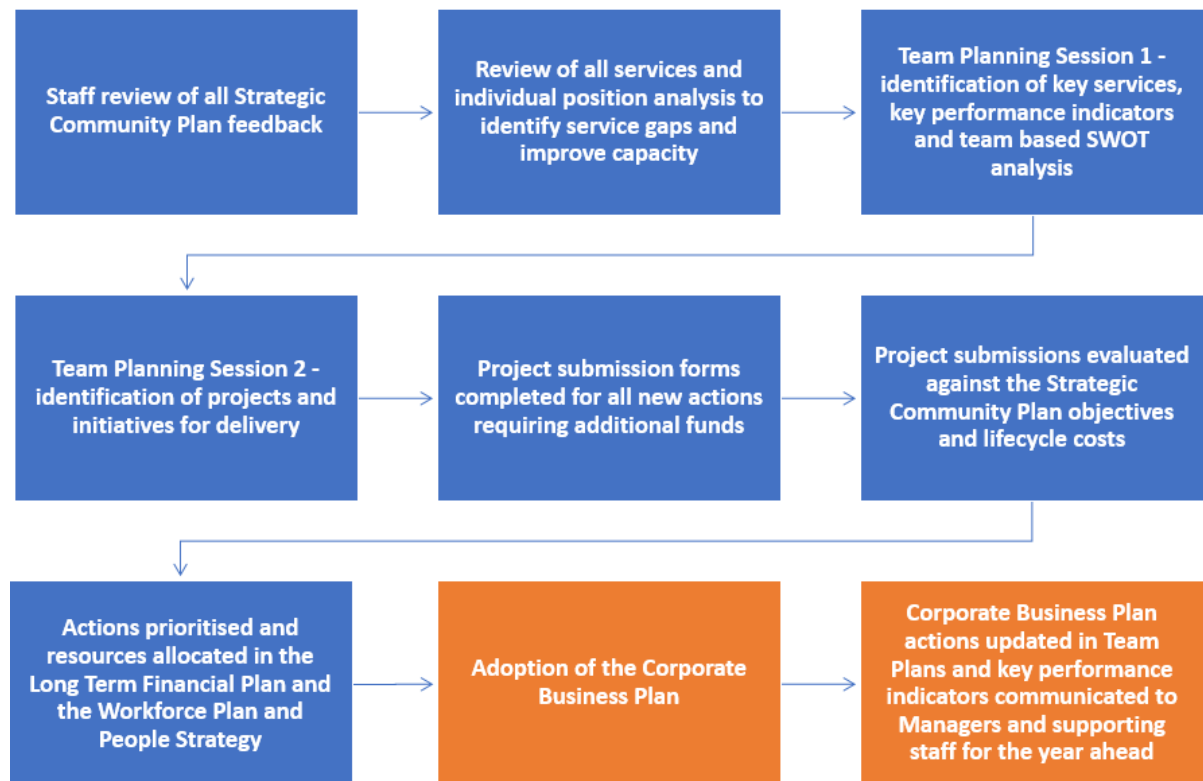 Staff review of all Strategic
Community Plan feedback
Review of all services and
individual position analysis to
identify service gaps and
improve capacity
Team Planning Session 1 -
identification of key services,
key performance indicators
and team based SWOT
analysis
Team Planning Session 2 -
identification of projects and
initiatives for delivery
Project submission forms
completed for all new actions
requiring additional funds
Project submissions evaluated
against the Strategic
Community Plan objectives
and lifecycle costs
Actions prioritised and
resources allocated in the
Long Term Financial Plan and
the Workforce Plan and
People Strategy
Adoption of the Corporate
Business Plan
Corporate Business Plan
actions updated in Team
Plans and key performance
indicators communicated to
Managers and supporting
staff for the year ahead